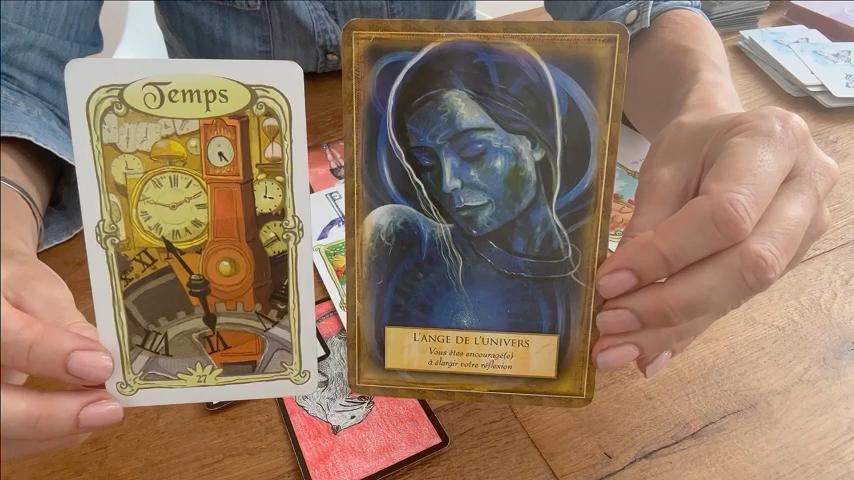 Temps
27
L'ANGE DE L'UNIVERS
Vous êtes encouragé(e)
à élargir votre réflexion